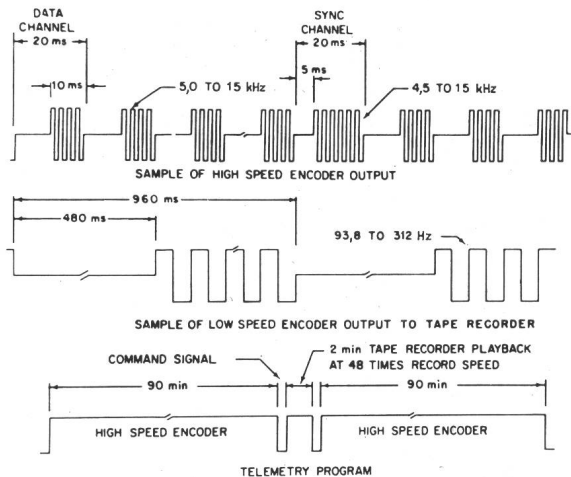 DATA
CHANNEL
20 ms
SYNC
CHANNEL
20 ms
10 ms
5,0 TO 15 kHz
5 ms
4,5 TO 15 kHz
SAMPLE OF HIGH SPEED ENCODER OUTPUT
960 ms
480 ms
93,8 TO 312 Hz
SAMPLE OF LOW SPEED ENCODER OUTPUT TO TAPE RECORDER
COMMAND SIGNAL
2 min TAPE RECORDER PLAYBACK
AT 48 TIMES RECORD SPEED
90 min
90 min
HIGH SPEED ENCODER
HIGH SPEED ENCODER
TELEMETRY PROGRAM